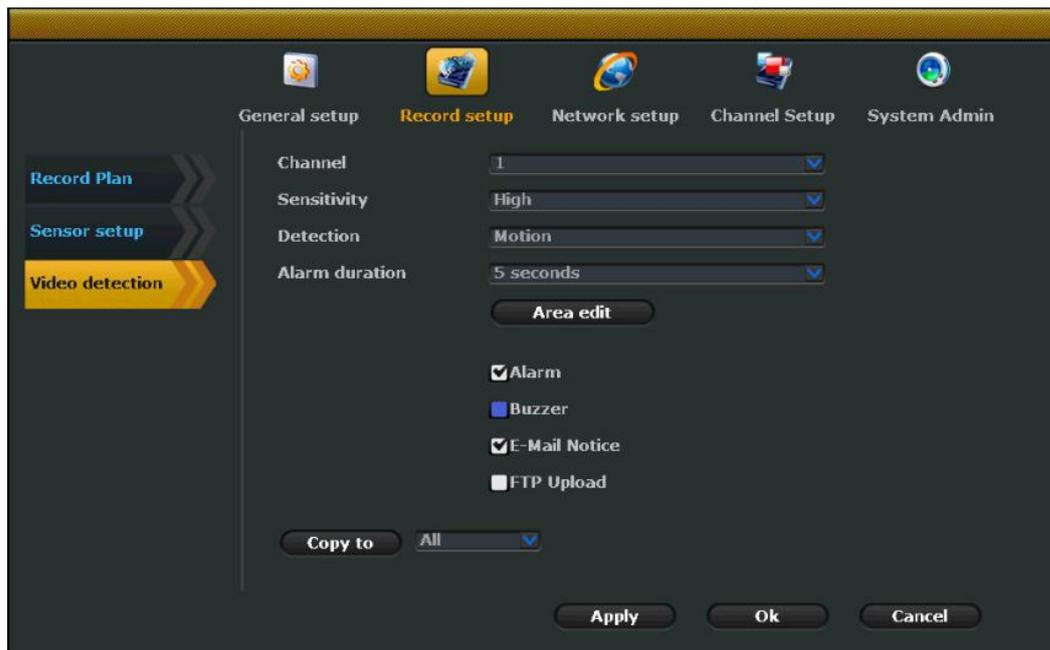 General setup Record setup Network setup Channel Setup System Admin
Record Plan
Sensor setup
Video detection
Channel 1
Sensitivity High
Detection Motion
Alarm duration 5 seconds
Area edit
Alarm
Buzzer
E-Mail Notice
FTP Upload
Copy to All
Apply Ok Cancel